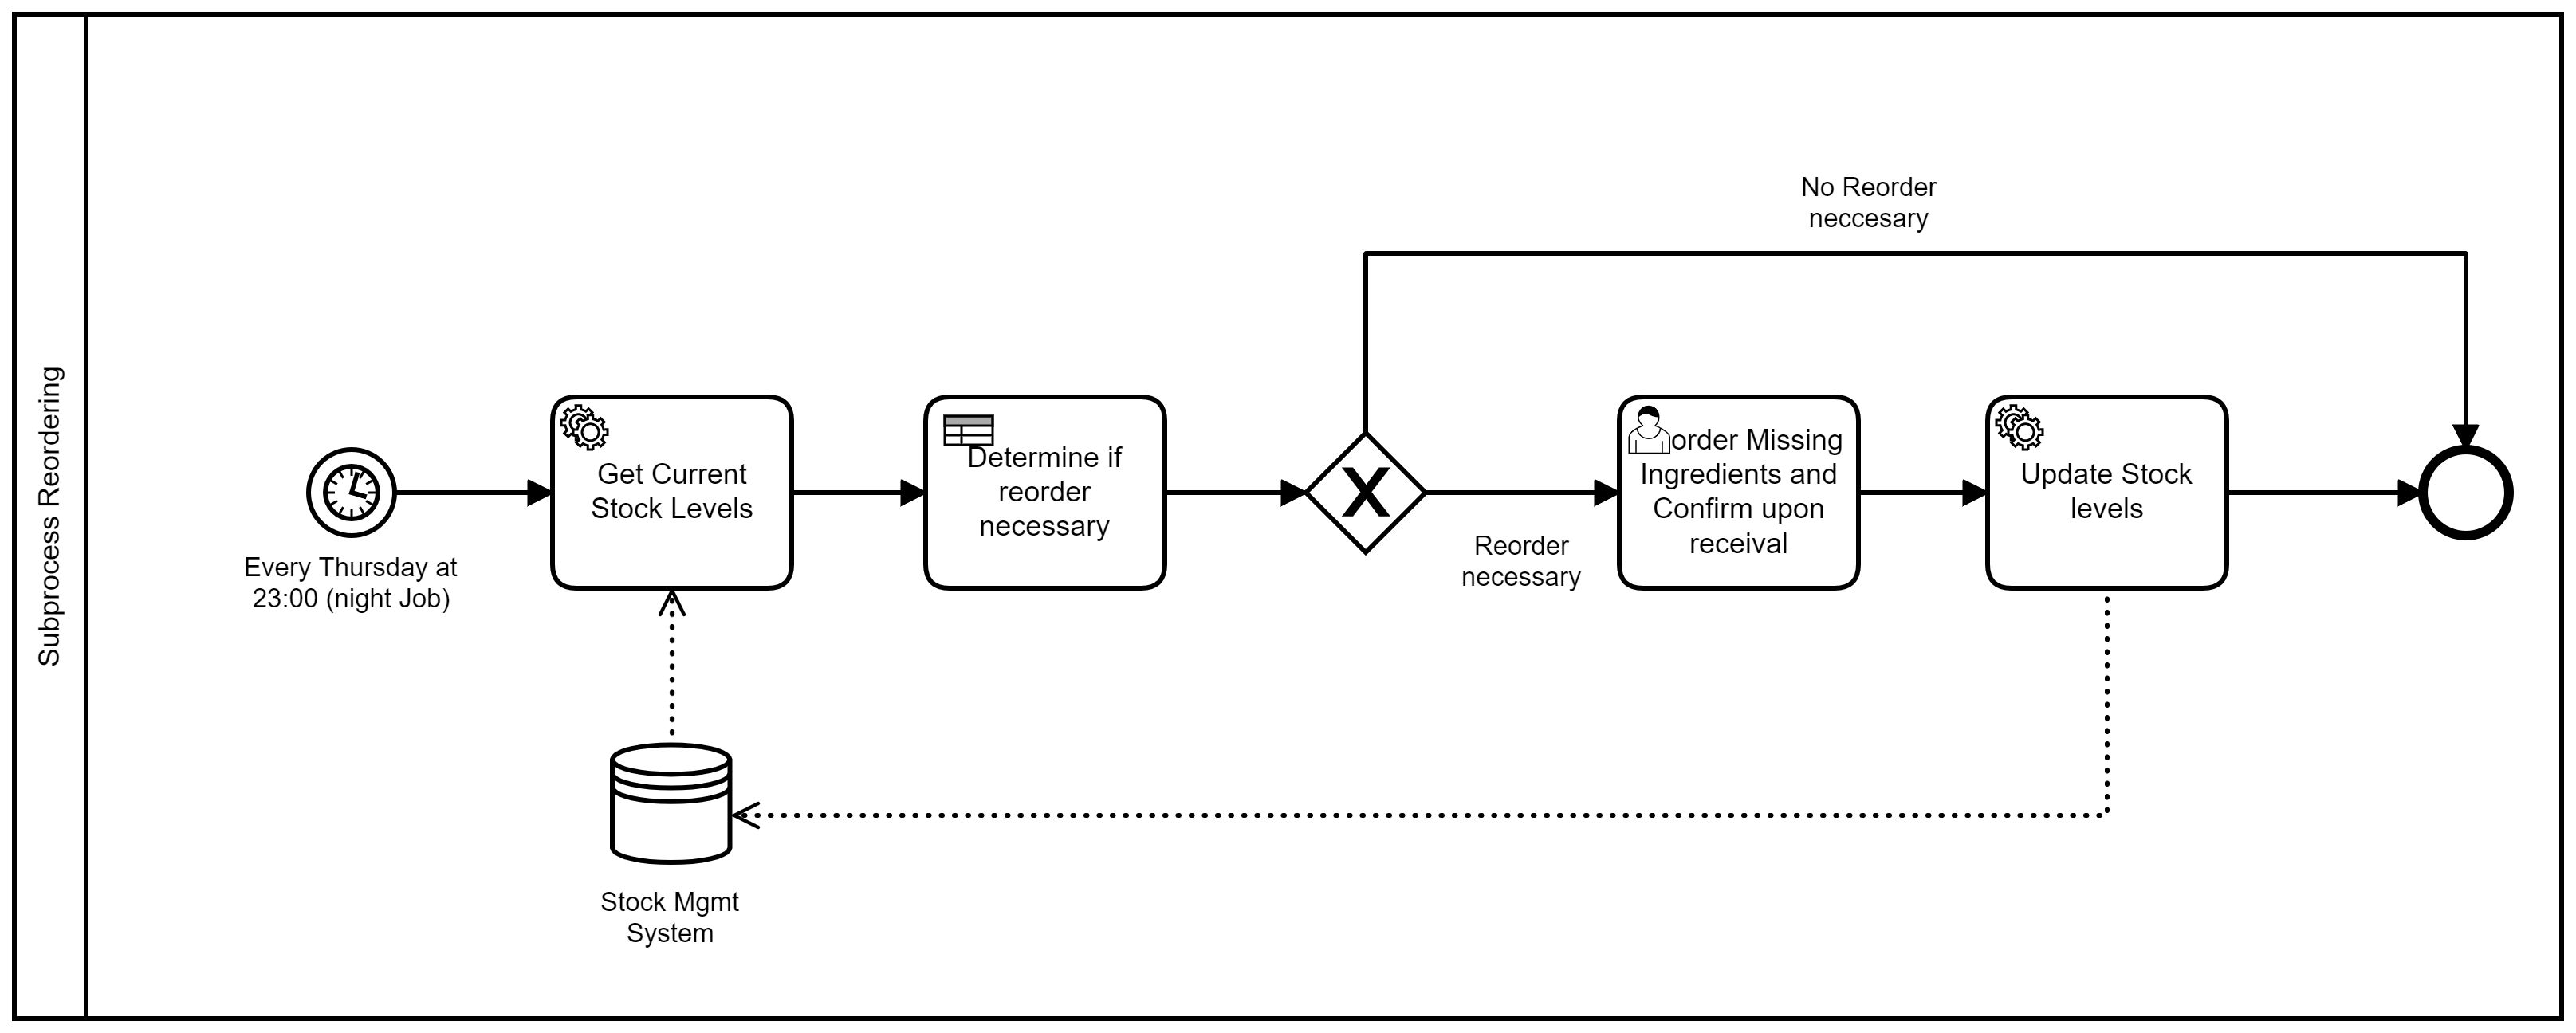 Subprocess Reordering
Every Thursday at
23:00 (night Job)
Get Current
Stock Levels
Determine if
reorder
necessary
X
No Reorder
neccesary
Reorder
necessary
order Missing
Ingredients and
Confirm upon
receival
Update Stock
levels
Stock Mgmt
System